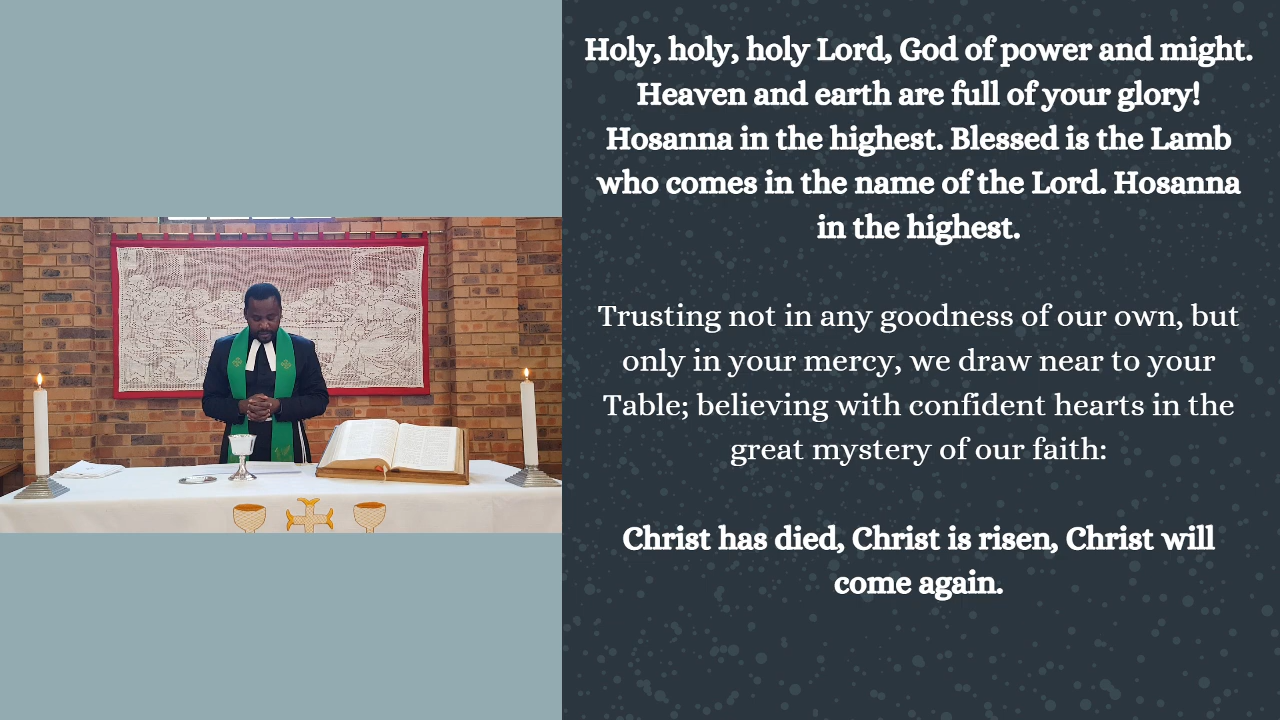 Holy, holy, holy Lord, God of power and might.
Heaven and earth are full of your glory!
Hosanna in the highest. Blessed is the Lamb
who comes in the name of the Lord. Hosanna
in the highest.
Trusting not in any goodness of our own, but
only in your mercy, we draw near to your
Table; believing with confident hearts in the
great mystery of our faith:
Christ has died, Christ is risen, Christ will
come again.